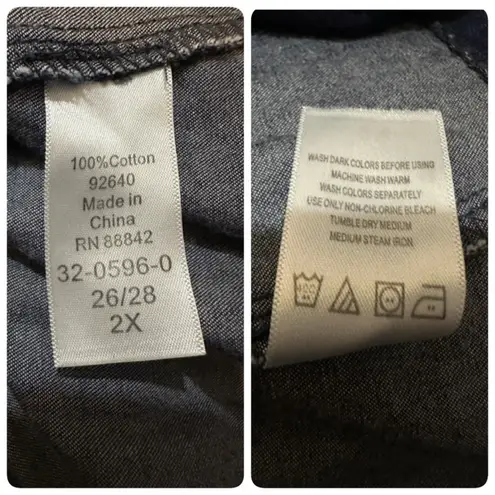 100%Cotton
92640
Made in
China
RN 88842
32-0596-0
26/28
2X
WASH DARK COLORS BEFORE USING
MACHINE WASH WARM
WASH COLORS SEPARATELY
USE ONLY NON-CHLORINE BLEACH
TUMBLE DRY MEDIUM
MEDIUM STEAM IRON